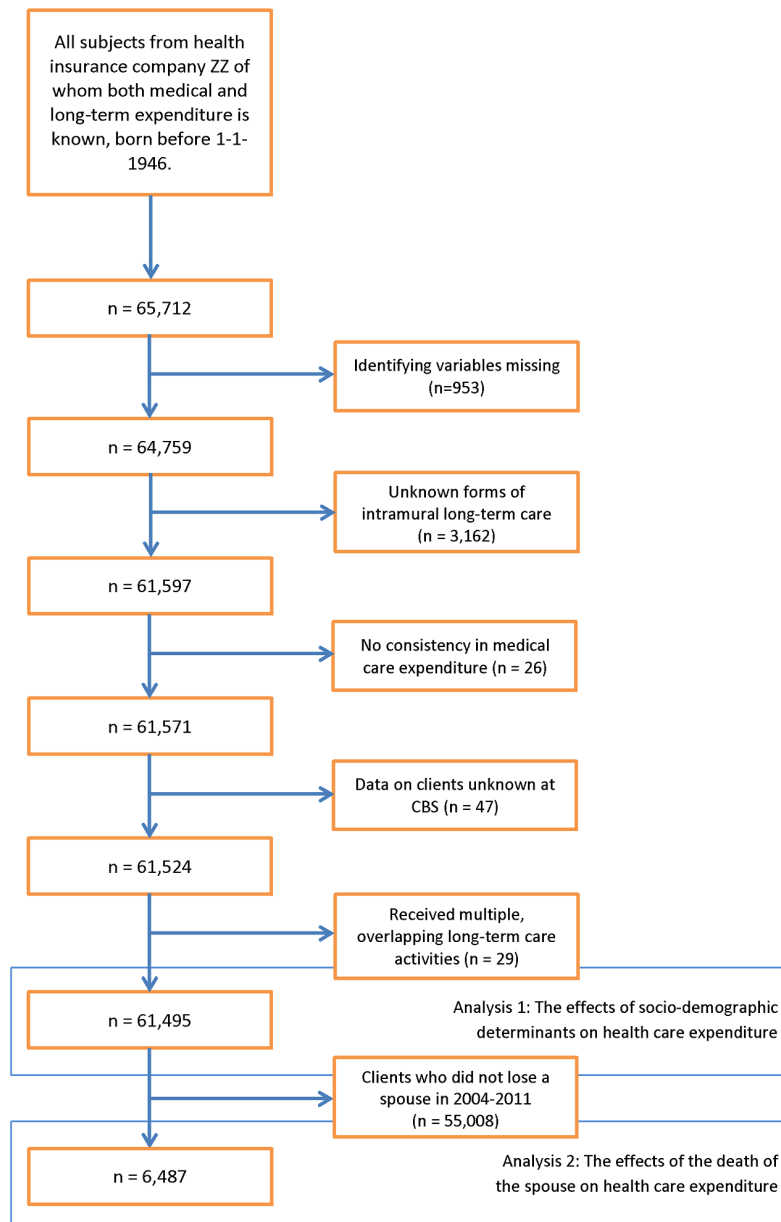 All subjects from health
insurance company ZZ of
whom both medical and
long-term expenditure is
known, born before 1-1-
1946.
n = 65,712
Identifying variables missing
(n=953)
n = 64,759
Unknown forms of
intramural long-term care
(n = 3,162)
n = 61,597
No consistency in medical
care expenditure (n = 26)
n = 61,571
Data on clients unknown at
CBS (n = 47)
n = 61,524
Received multiple,
overlapping long-term care
activities (n = 29)
n = 61,495
Analysis 1: The effects of socio-demographic
determinants on health care expenditure
Clients who did not lose a
spouse in 2004-2011
(n = 55,008)
n = 6,487
Analysis 2: The effects of the death of
the spouse on health care expenditure